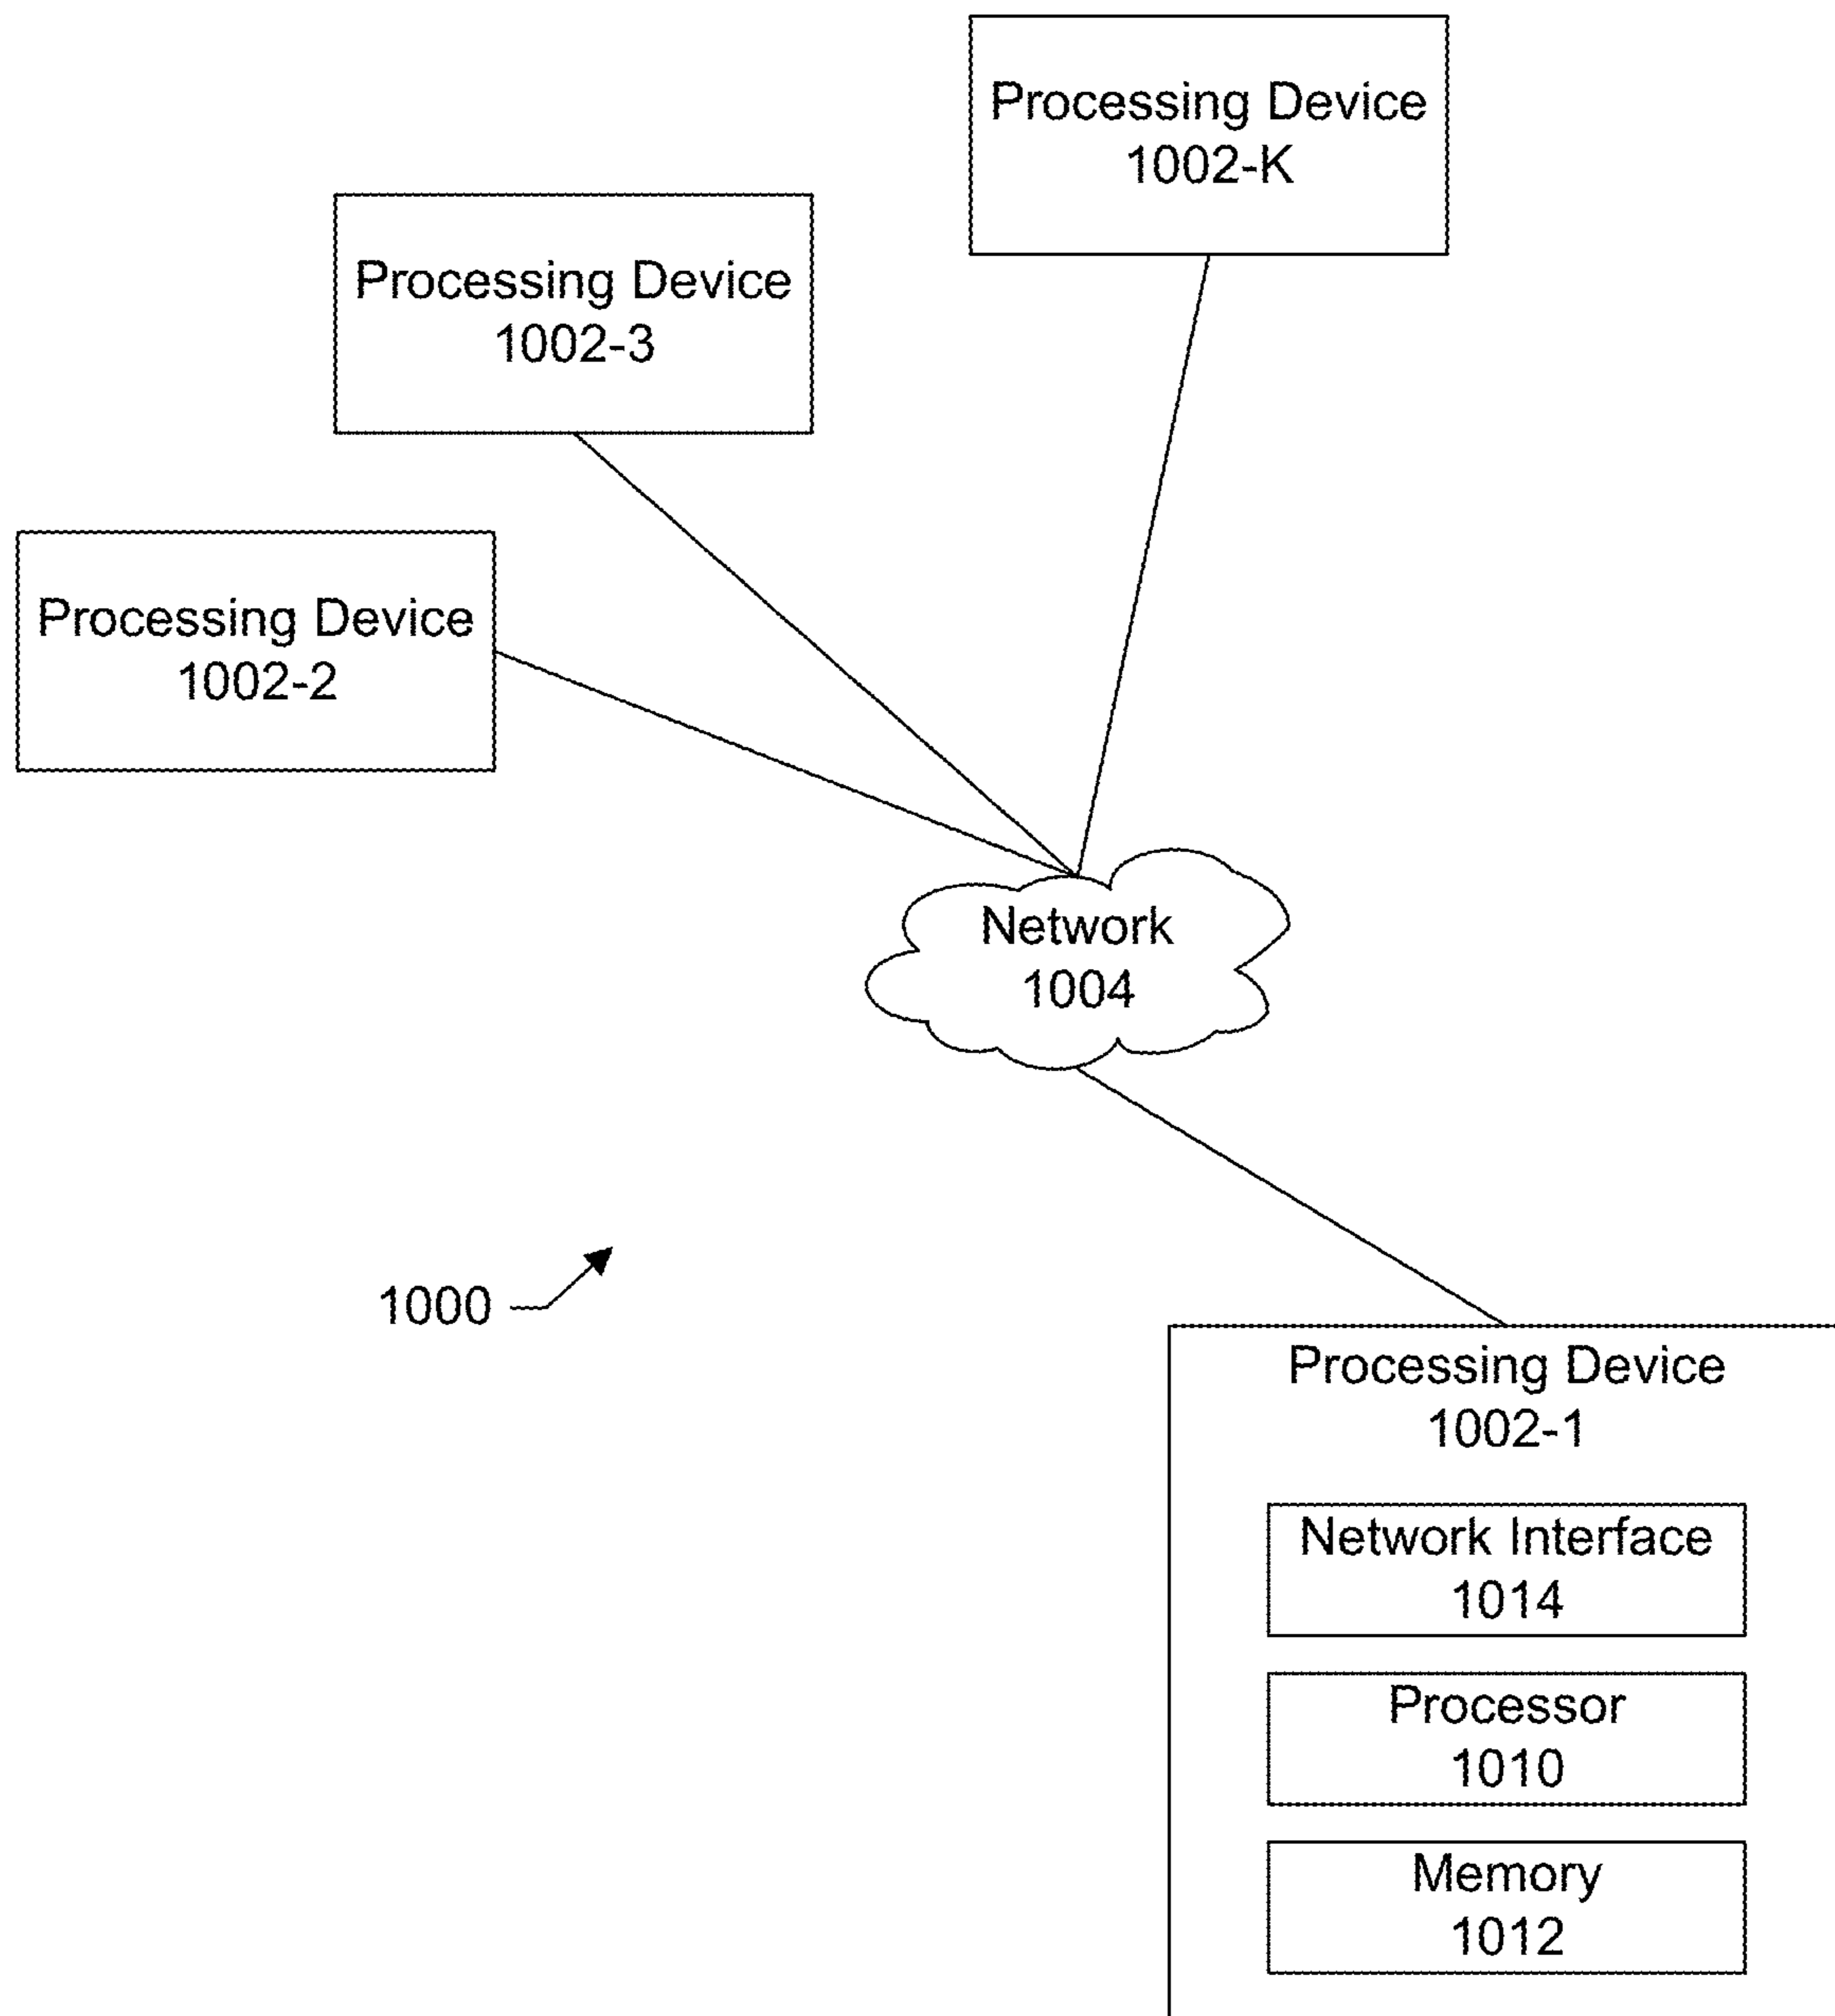 Processing Device
1002-K
Processing Device
1002-3
Processing Device
1002-2
Network
1004
1000
Processing Device
1002-1
Network Interface
1014
Processor
1010
Memory
1012